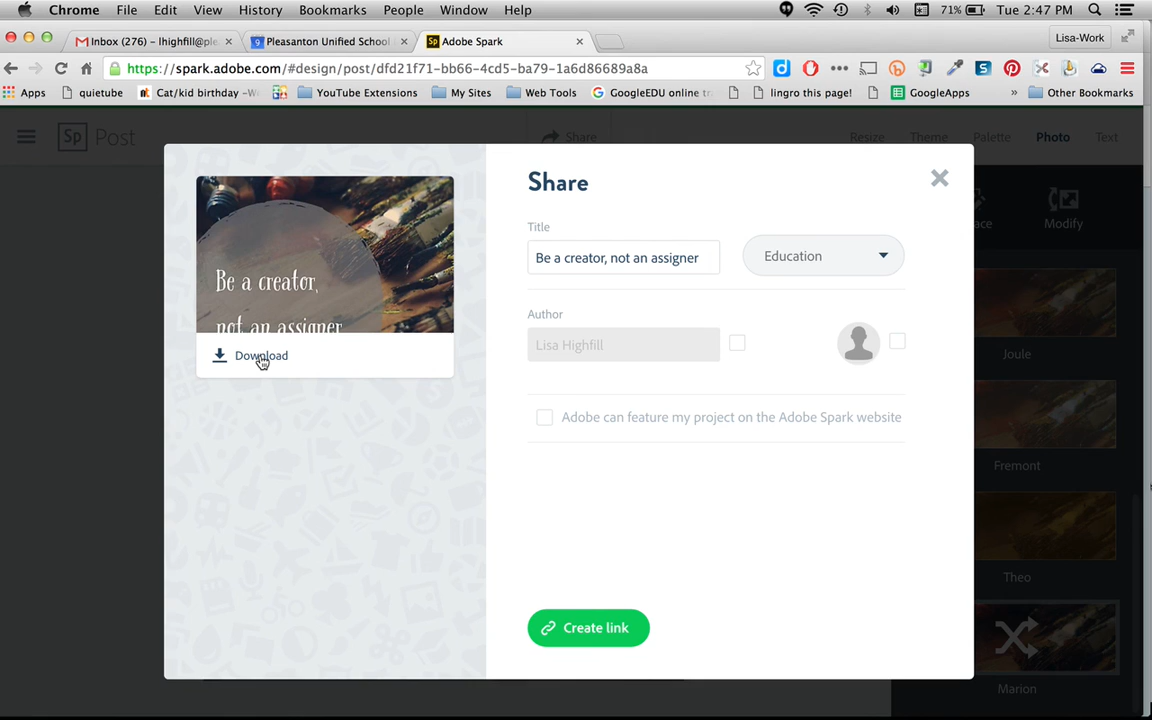 Chrome File Edit View History Bookmarks People Window Help 71% Tue 2:47 PM
Inbox (276) – lhighfill@ple Pleasanton Unified School Sp Adobe Spark Lisa-Work
https://spark.adobe.com/#design/post/dfd21f71-bb66-4cd5-ba79-1a6d86689a8a
Apps quietube nt Cat/kid birthday YouTube Extensions My Sites Web Tools GoogleEDU online lingro this page! GoogleApps » Other Bookmarks
Sp Post Share Resize Theme Palette Photo Text
Modify
Joule
Fremont
Theo
Marion
Be a creator,
not an assigner
Download
Share
Title
Be a creator, not an assigner Education
Author
Lisa Highfill
Adobe can feature my project on the Adobe Spark website
Create link